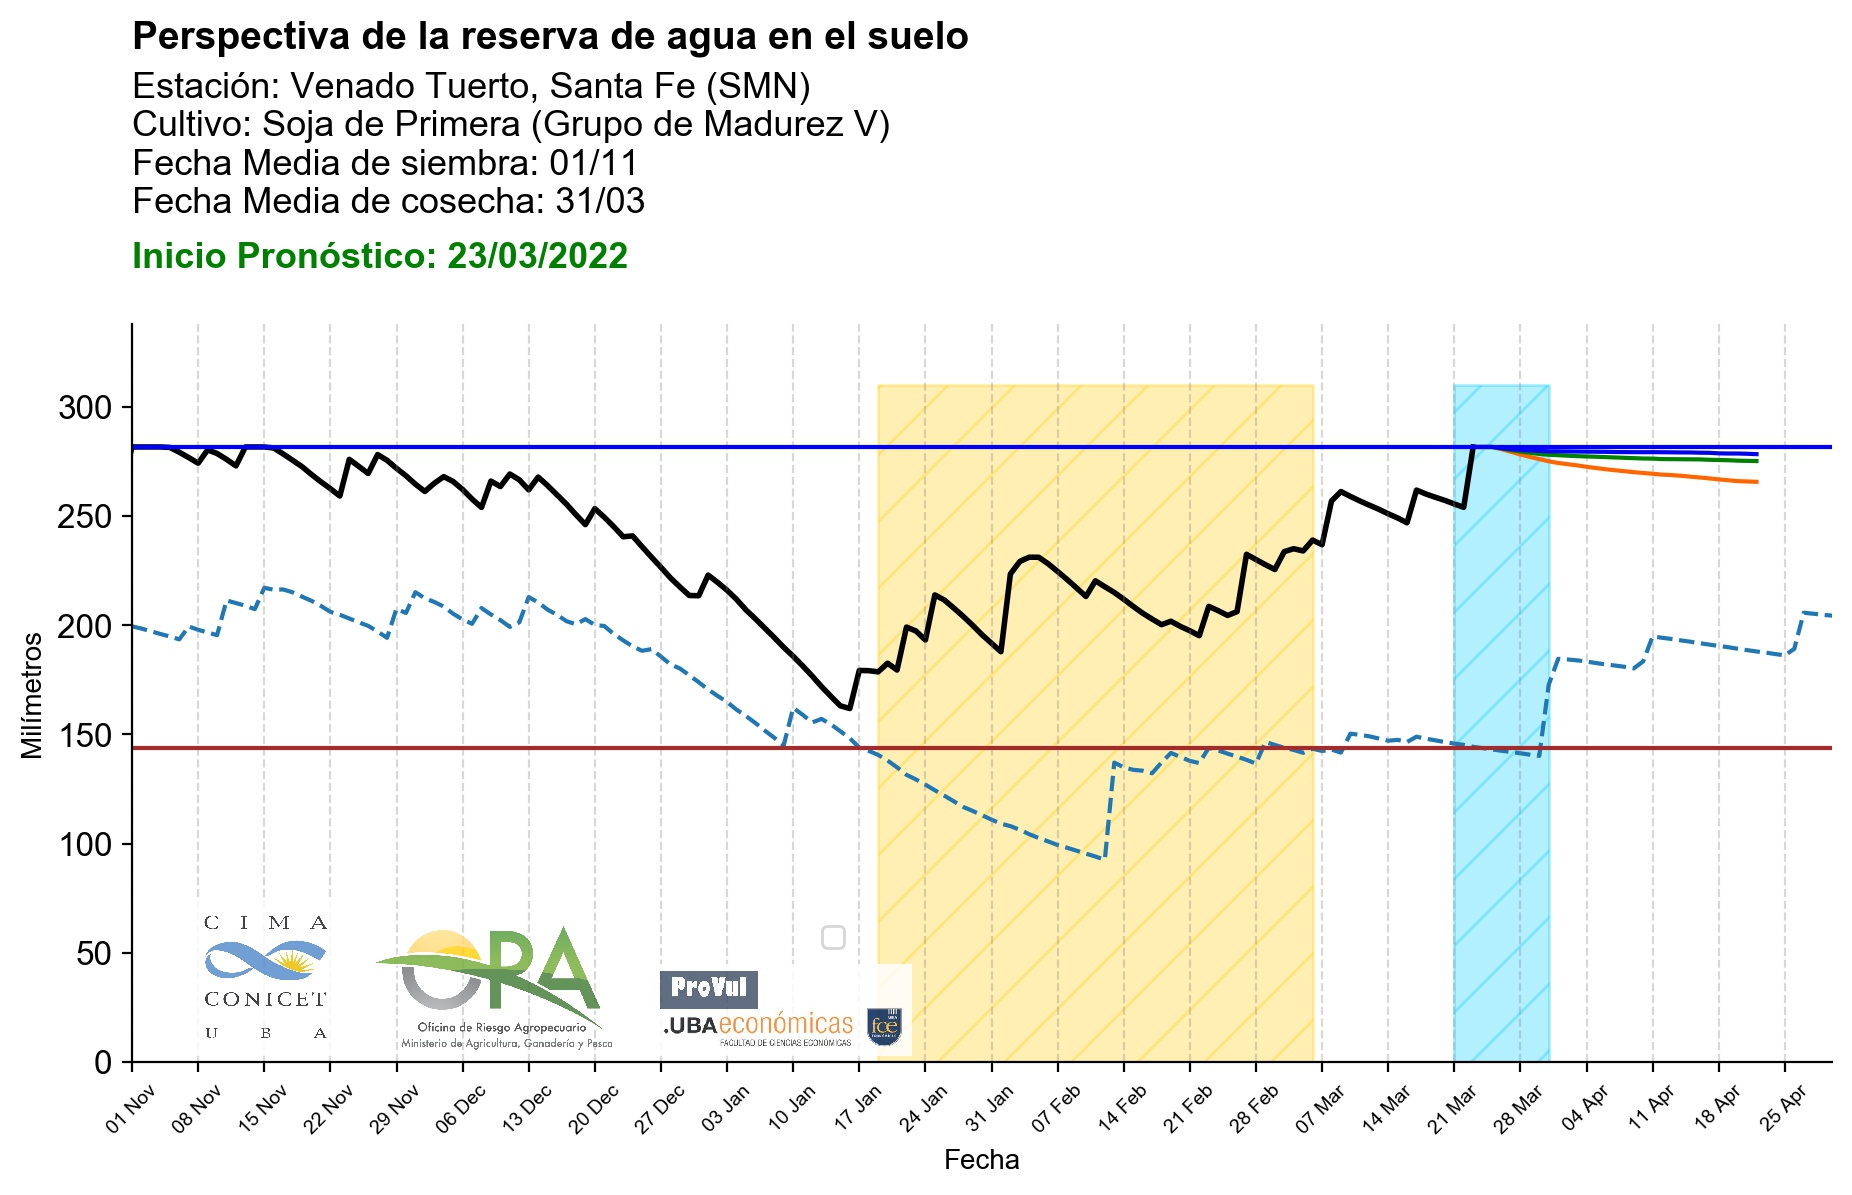 Perspectiva de la reserva de agua en el suelo
Estación: Venado Tuerto, Santa Fe (SMN)
Cultivo: Soja de Primera (Grupo de Madurez V)
Fecha Media de siembra: 01/11
Fecha Media de cosecha: 31/03
Inicio Pronóstico: 23/03/2022
300
250
200
150
100
50
0
Milímetros
CIMA
CONICET
UBA
ORA
Oficina de Riesgo Agropecuario
Ministerio de Agricultura, Ganadería y Pesca
ProVul
.UBAeconómicas
FACULTAD DE CIENCIAS ECONÓMICAS
UBA
fce
ECONÓMICAS
01 Nov
08 Nov
15 Nov
22 Nov
29 Nov
06 Dec
13 Dec
20 Dec
27 Dec
03 Jan
10 Jan
17 Jan
24 Jan
31 Jan
07 Feb
14 Feb
21 Feb
28 Feb
07 Mar
14 Mar
21 Mar
28 Mar
04 Apr
11 Apr
18 Apr
25 Apr
Fecha